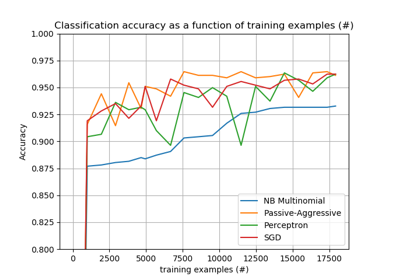 Classification accuracy as a function of training examples (#)
1.000
0.975
0.950
0.925
0.900
0.875
0.850
0.825
0.800
Accuracy
NB Multinomial
Passive-Aggressive
Perceptron
SGD
0 2500 5000 7500 10000 12500 15000 17500
training examples (#)